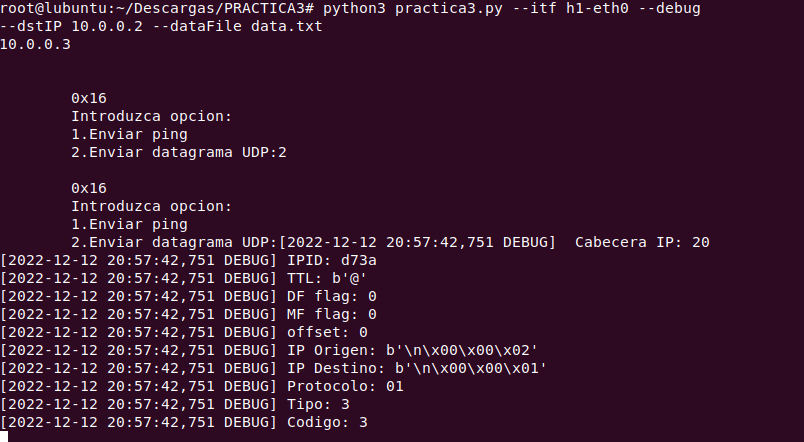 root@lubuntu:~/Descargas/PRACTICA3# python3 practica3.py --itf h1-eth0 --debug
--dstIP 10.0.0.2 --dataFile data.txt
10.0.0.3
0x16
Introduzca opcion:
1.Enviar ping
2.Enviar datagrama UDP:2
0x16
Introduzca opcion:
1.Enviar ping
2.Enviar datagrama UDP:[2022-12-12 20:57:42,751 DEBUG]  Cabecera IP: 20
[2022-12-12 20:57:42,751 DEBUG] IPID: d73a
[2022-12-12 20:57:42,751 DEBUG] TTL: b'@'
[2022-12-12 20:57:42,751 DEBUG] DF flag: 0
[2022-12-12 20:57:42,751 DEBUG] MF flag: 0
[2022-12-12 20:57:42,751 DEBUG] offset: 0
[2022-12-12 20:57:42,751 DEBUG] IP Origen: b'\n\x00\x00\x02'
[2022-12-12 20:57:42,751 DEBUG] IP Destino: b'\n\x00\x00\x01'
[2022-12-12 20:57:42,751 DEBUG] Protocolo: 01
[2022-12-12 20:57:42,751 DEBUG] Tipo: 3
[2022-12-12 20:57:42,751 DEBUG] Codigo: 3